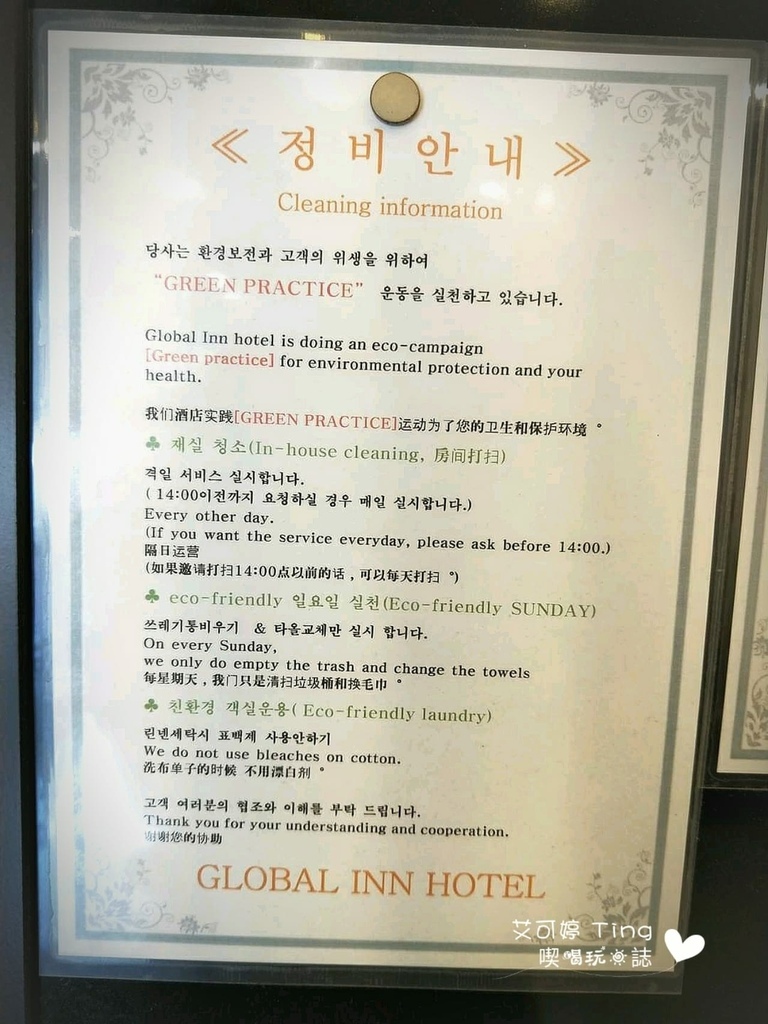 ≪ 정 비 안 내 ≫
Cleaning information
당사는 환경보전과 고객의 위생을 위하여
“GREEN PRACTICE” 운동을 실천하고 있습니다.
Global Inn hotel is doing an eco-campaign
[Green practice] for environmental protection and your
health.
我们酒店实践[GREEN PRACTICE]运动为了您的卫生和保护环境 。
♣ 재실 청소(In-house cleaning, 房间打扫)
격일 서비스 실시합니다.
( 14:00이전까지 요청하실 경우 매일 실시합니다.)
Every other day.
(If you want the service everyday, please ask before 14:00.)
隔日运营
(如果邀请打扫14:00点以前的话 , 可以每天打扫 。)
♣ eco-friendly 일요일 실천(Eco-friendly SUNDAY)
쓰레기통비우기 & 타올교체만 실시 합니다.
On every Sunday,
we only do empty the trash and change the towels
每星期天 , 我门只是清扫垃圾桶和换毛巾 。
♣ 친환경 객실운용( Eco-friendly laundry)
린넨세탁시 표백제 사용안하기
We do not use bleaches on cotton.
洗布单子的时候 不用漂白剂 。
고객 여러분의 협조와 이해를 부탁 드립니다.
Thank you for your understanding and cooperation.
谢谢您的协助
GLOBAL INN HOTEL
艾可婷 Ting
喫喝玩樂誌